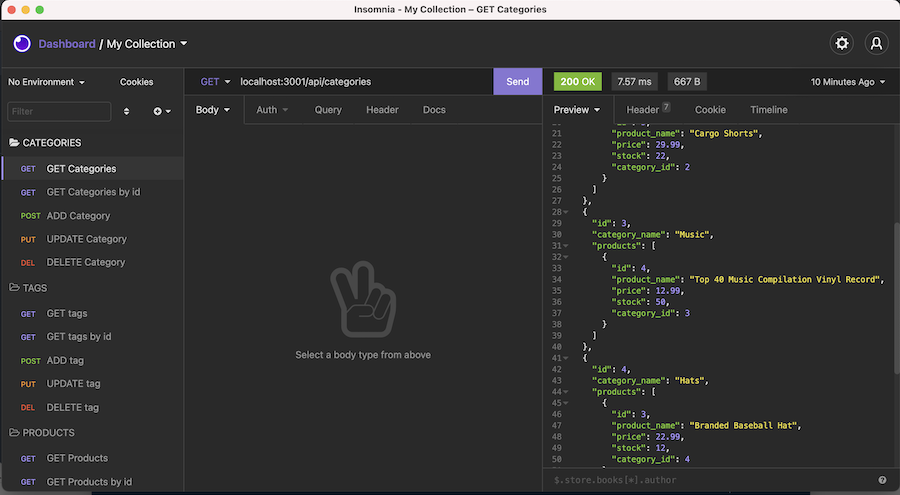 Insomnia - My Collection – GET Categories
Dashboard / My Collection
No Environment
Cookies
Filter
CATEGORIES
GET GET Categories
GET GET Categories by id
POST ADD Category
PUT UPDATE Category
DEL DELETE Category
TAGS
GET GET tags
GET GET tags by id
POST ADD tag
PUT UPDATE tag
DEL DELETE tag
PRODUCTS
GET GET Products
GET GET Products by id
GET localhost:3001/api/categories Send
Body Auth Query Header Docs
Select a body type from above
200 OK 7.57 ms 667 B 10 Minutes Ago
Preview Header 7 Cookie Timeline
21 "product_name": "Cargo Shorts",
22 "price": 29.99,
23 "stock": 22,
24 "category_id": 2
25 }
26 ]
27 },
28 {
29 "id": 3,
30 "category_name": "Music",
31 "products": [
32 {
33 "id": 4,
34 "product_name": "Top 40 Music Compilation Vinyl Record",
35 "price": 12.99,
36 "stock": 50,
37 "category_id": 3
38 }
39 ]
40 },
41 {
42 "id": 4,
43 "category_name": "Hats",
44 "products": [
45 {
46 "id": 3,
47 "product_name": "Branded Baseball Hat",
48 "price": 22.99,
49 "stock": 12,
50 "category_id": 4
$.store.books[*].author